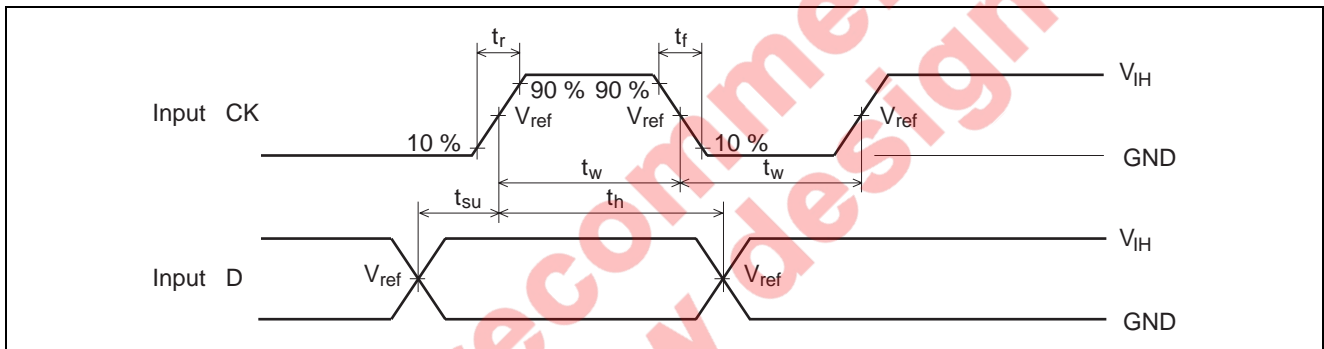 tr
tf
VIH
90 % 90 %
Input CK
Vref
Vref
Vref
10 %
10 %
GND
tw
tw
tsu
th
VIH
Input D
Vref
Vref
GND